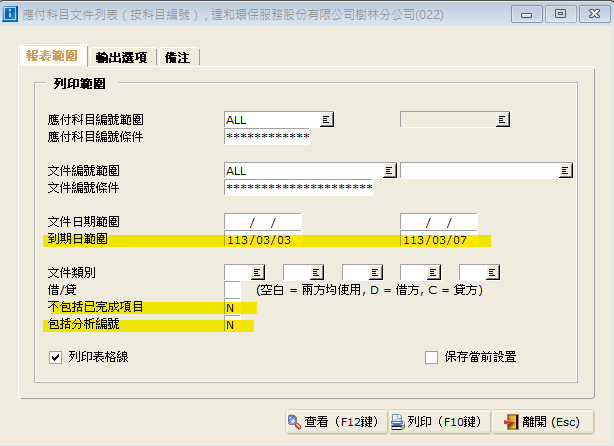 應付科目文件列表（按科目編號）, 達和環保服務股份有限公司樹林分公司(022)
報表範圍 輸出選項 備注
列印範圍
應付科目編號範圍 ALL
應付科目編號條件 ************
文件編號範圍 ALL
文件編號條件 *********************
文件日期範圍 / / / /
到期日範圍 113/03/03 113/03/07
文件類別
借/貸 (空白 = 兩方均使用, D = 借方, C = 貸方)
不包括已完成項目 N
包括分析編號 N
列印表格線 保存當前設置
查看（F12鍵） 列印（F10鍵） 離開 (Esc)